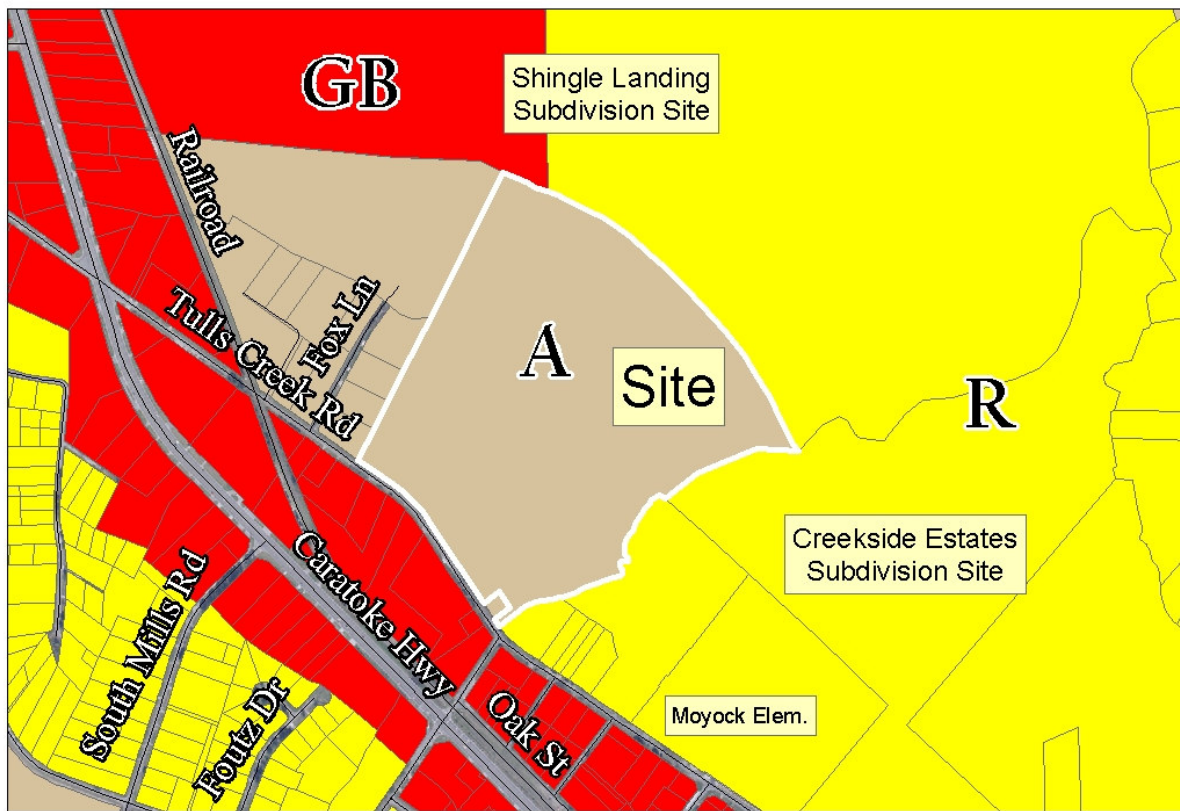 GB
Shingle Landing
Subdivision Site
Railroad
Tulls Creek Rd
Fox Ln
A
Site
R
Creekside Estates
Subdivision Site
Caratoke Hwy
South Mills Rd
Foutz Dr
Oak St
Moyock Elem.